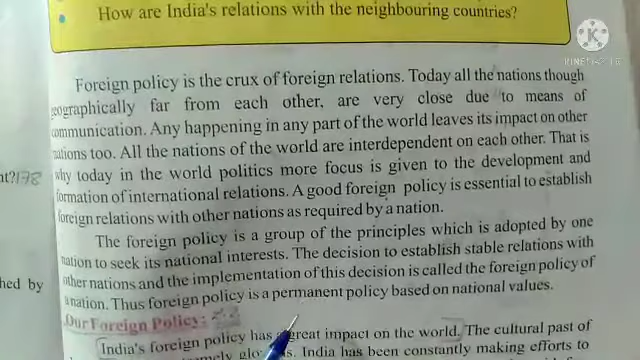 How are India's relations with the neighbouring countries?
KINEMASTER
Foreign policy is the crux of foreign relations. Today all the nations though
geographically far from each other, are very close due to means of
communication. Any happening in any part of the world leaves its impact on other
nations too. All the nations of the world are interdependent on each other. That is
why today in the world politics more focus is given to the development and
formation of international relations. A good foreign policy is essential to establish
foreign relations with other nations as required by a nation.
The foreign policy is a group of the principles which is adopted by one
nation to seek its national interests. The decision to establish stable relations with
other nations and the implementation of this decision is called the foreign policy of
a nation. Thus foreign policy is a permanent policy based on national values.
Our Foreign Policy:
India's foreign policy has a great impact on the world. The cultural past of
India has been constantly making efforts to
nt? 178
hed by